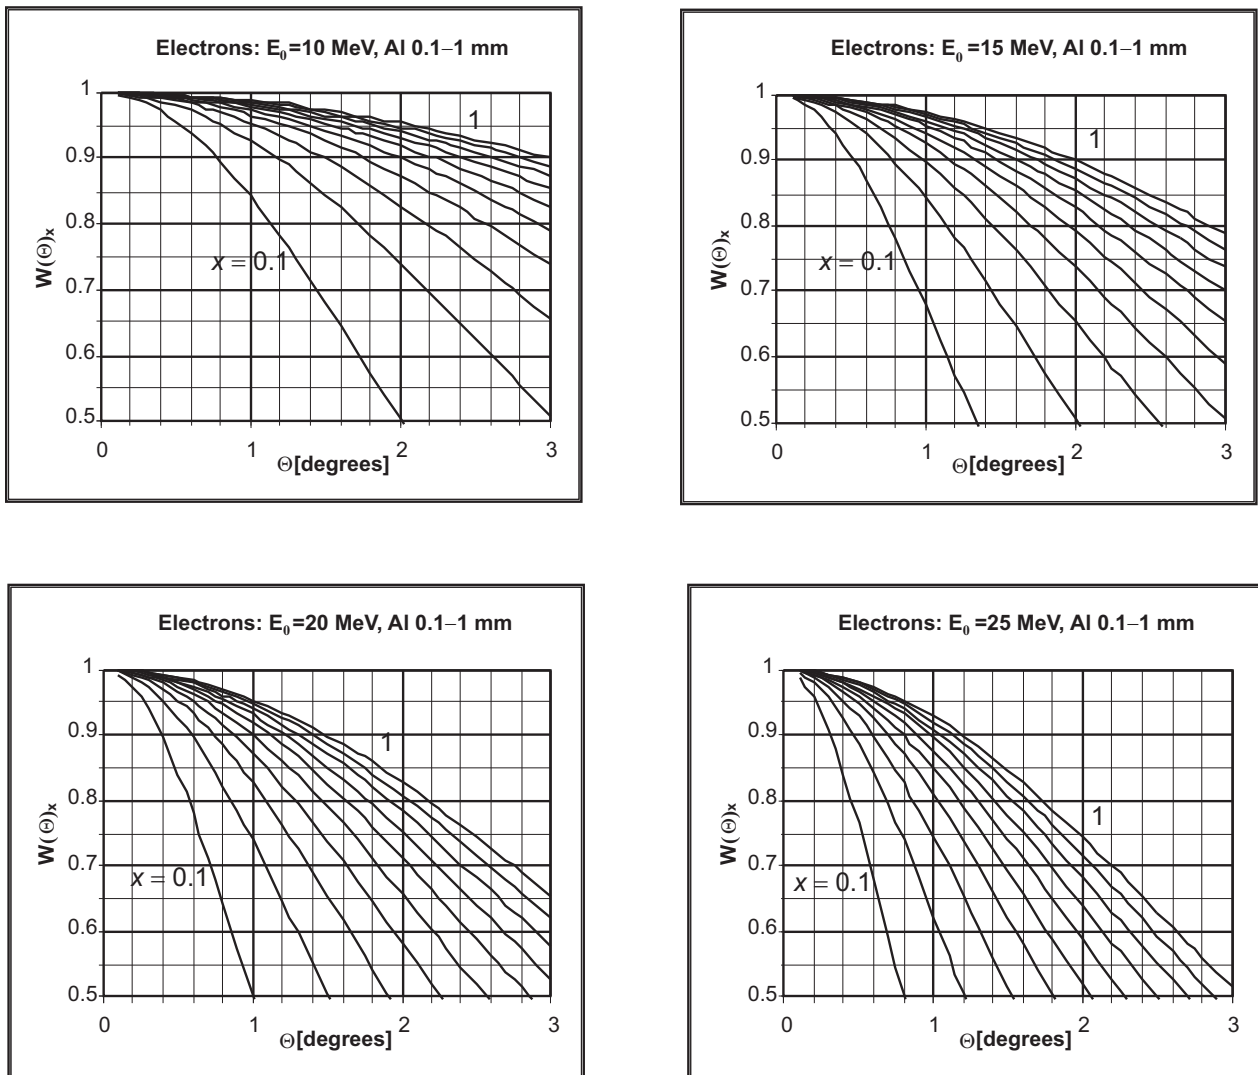 Electrons: E₀=10 MeV, Al 0.1–1 mm
1
0.9
0.8
0.7
0.6
0.5
W(Θ)ₓ
1
x = 0.1
0 1 2 3
Θ[degrees]
Electrons: E₀=15 MeV, Al 0.1–1 mm
1
0.9
0.8
0.7
0.6
0.5
W(Θ)ₓ
1
x = 0.1
0 1 2 3
Θ[degrees]
Electrons: E₀=20 MeV, Al 0.1–1 mm
1
0.9
0.8
0.7
0.6
0.5
W(Θ)ₓ
1
x = 0.1
0 1 2 3
Θ[degrees]
Electrons: E₀=25 MeV, Al 0.1–1 mm
1
0.9
0.8
0.7
0.6
0.5
W(Θ)ₓ
1
x = 0.1
0 1 2 3
Θ[degrees]